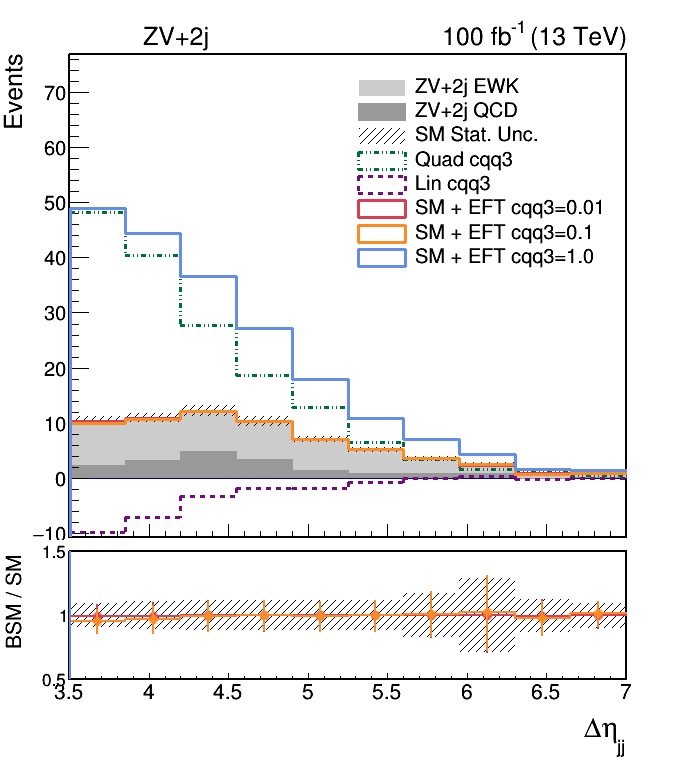 ZV+2j 100 fb⁻¹ (13 TeV)
Events
ZV+2j EWK
ZV+2j QCD
SM Stat. Unc.
Quad cqq3
Lin cqq3
SM + EFT cqq3=0.01
SM + EFT cqq3=0.1
SM + EFT cqq3=1.0
70
60
50
40
30
20
10
0
−10
BSM / SM
1.5
1
0.5
3.5 4 4.5 5 5.5 6 6.5 7
Δη_jj